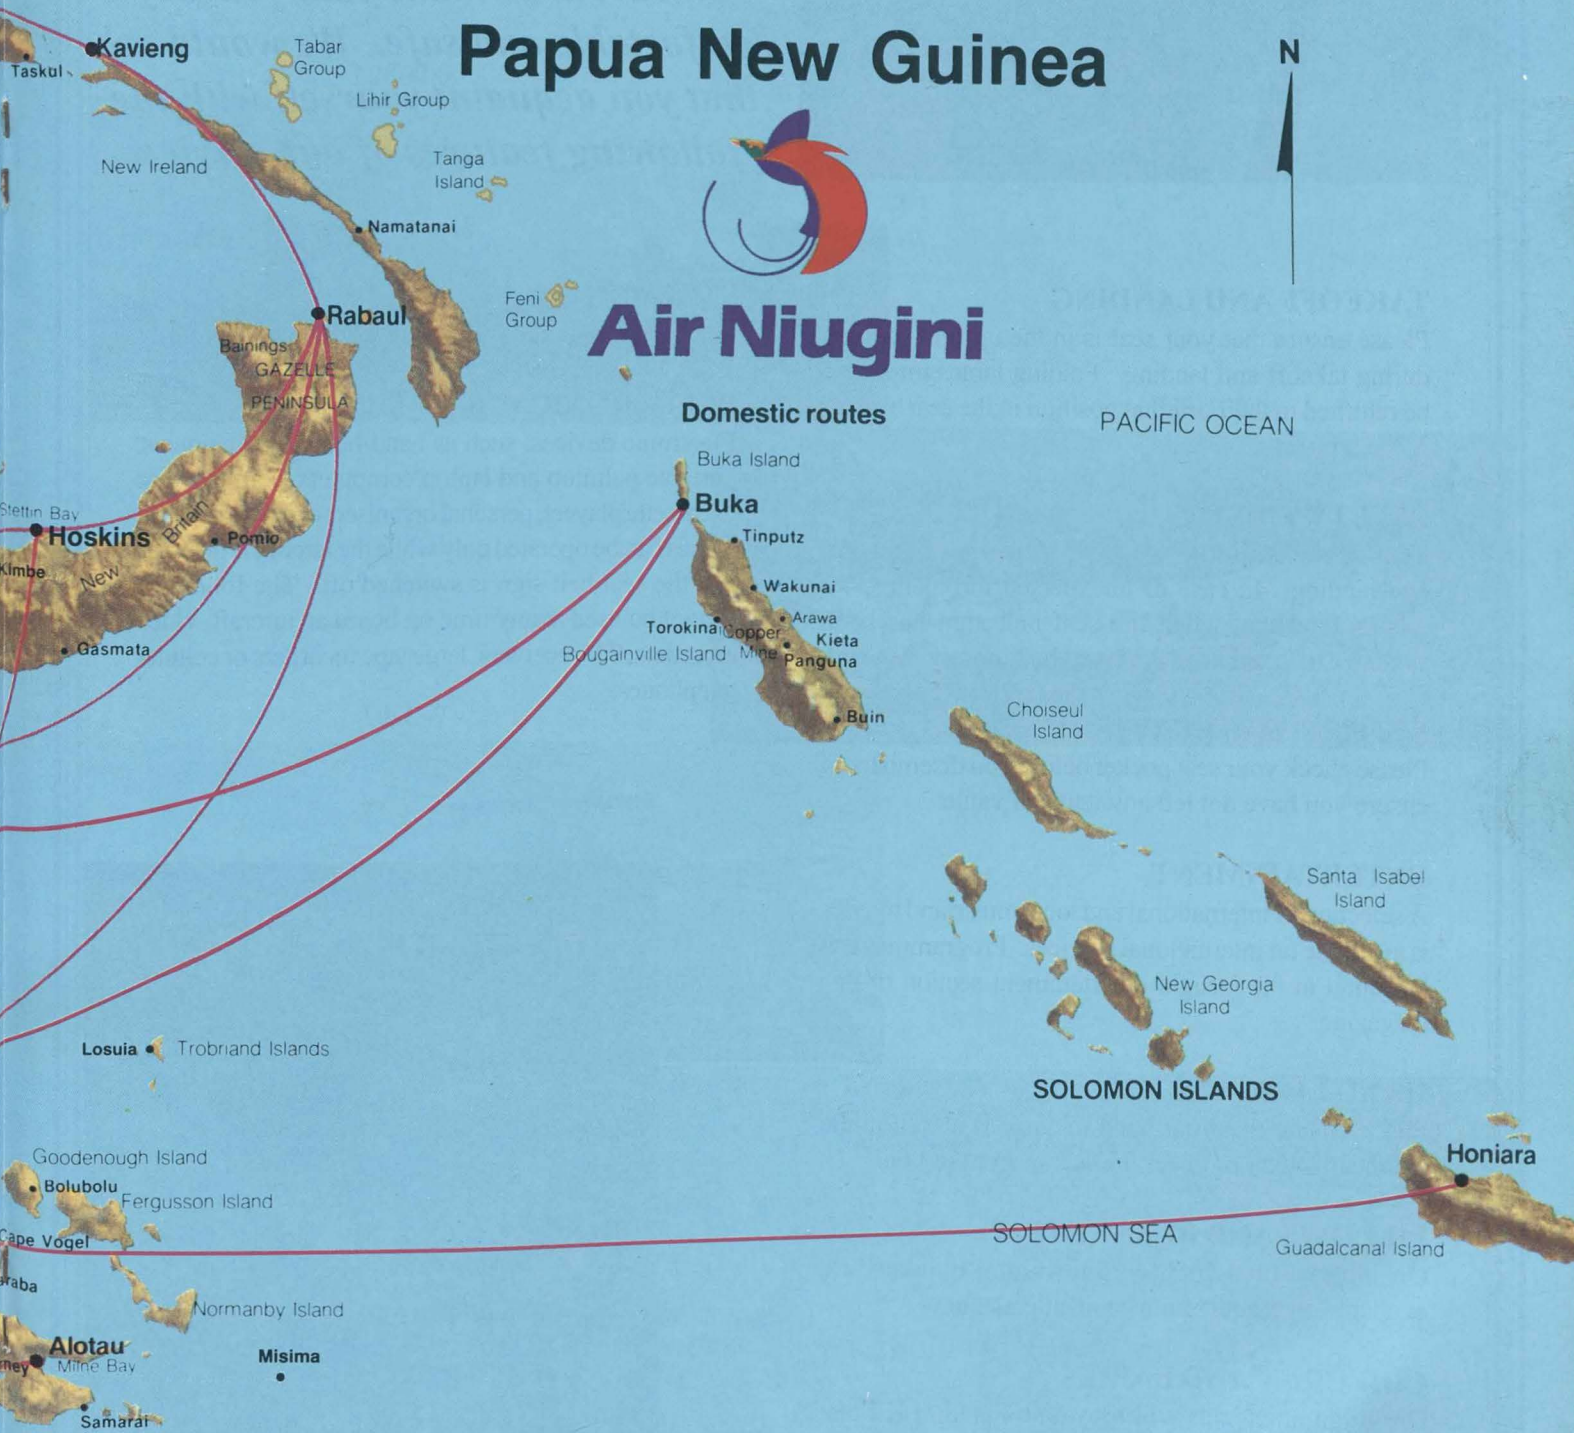 Papua New Guinea
N
Kavieng
Taskul
Tabar
Group
Lihir Group
New Ireland
Tanga
Island
Namatanai
Rabaul
Feni
Group
Air Niugini
Bainings
GAZELLE
PENINSULA
Domestic routes
PACIFIC OCEAN
Buka Island
Buka
Stettin Bay
Hoskins
New Britain
Pomio
Kimbe
Gasmata
Tinputz
Wakunai
Arawa
Torokina
Copper
Mine
Kieta
Bougainville Island
Panguna
Buin
Choiseul
Island
Santa Isabel
Island
New Georgia
Island
Losuia
Trobriand Islands
SOLOMON ISLANDS
Honiara
Goodenough Island
Bolubolu
Fergusson Island
SOLOMON SEA
Guadalcanal Island
Cape Vogel
raba
Normanby Island
Alotau
ney
Milne Bay
Misima
Samarai